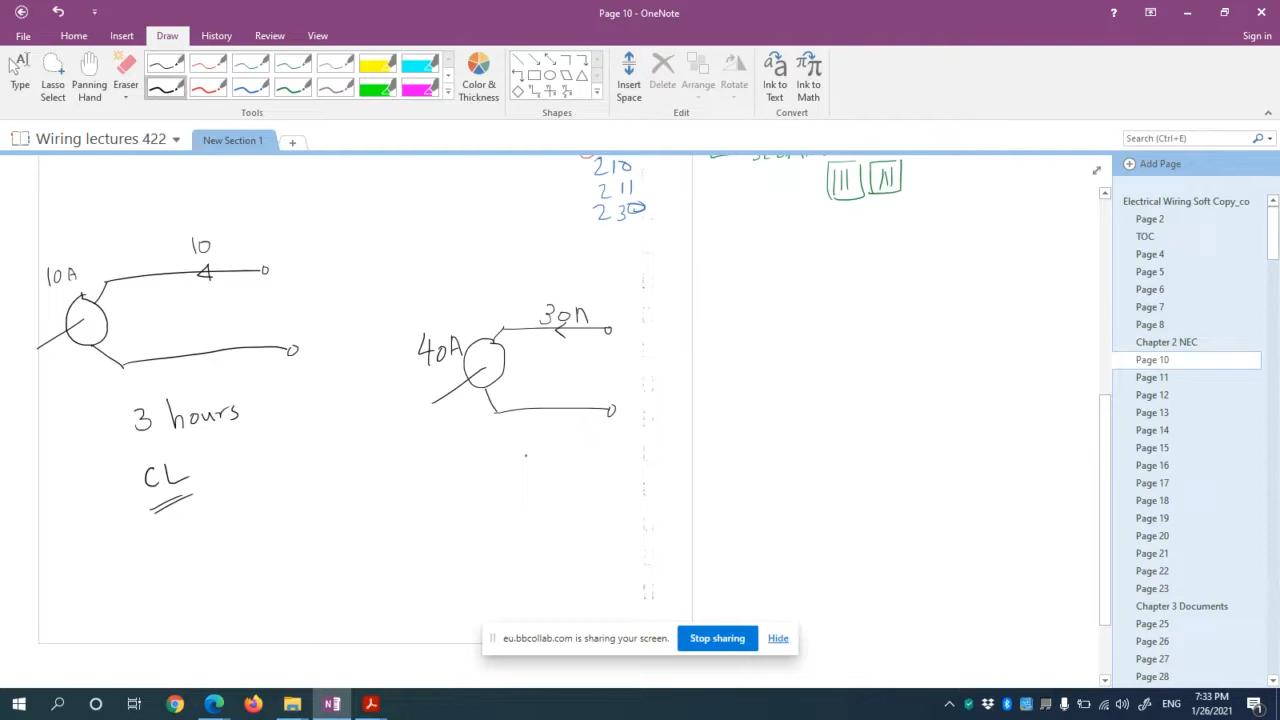 Page 10 - OneNote
?
File
Home
Insert
Draw
History
Review
View
Sign in
Type
Lasso Select
Panning Hand
Eraser
Color & Thickness
Insert Space
Delete
Arrange
Rotate
Ink to Text
Ink to Math
Tools
Shapes
Edit
Convert
Wiring lectures 422
New Section 1
Search (Ctrl+E)
Add Page
210
211
230
10
10A
30A
40A
3 hours
CL
Electrical Wiring Soft Copy_co
Page 2
TOC
Page 4
Page 5
Page 6
Page 7
Page 8
Chapter 2 NEC
Page 10
Page 11
Page 12
Page 13
Page 14
Page 15
Page 16
Page 17
Page 18
Page 19
Page 20
Page 21
Page 22
Page 23
Chapter 3 Documents
Page 25
Page 26
Page 27
Page 28
eu.bbcollab.com is sharing your screen.
Stop sharing
Hide
7:33 PM
1/26/2021